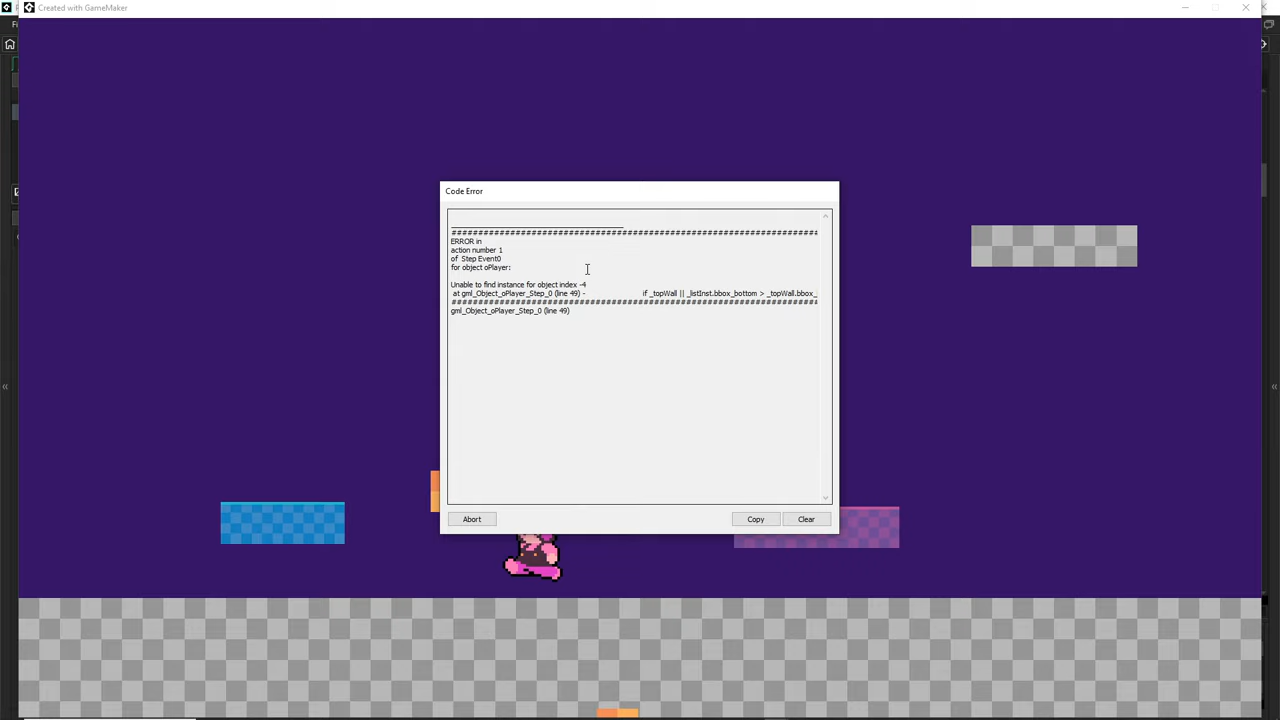 Created with GameMaker
Code Error
############################################################################################
ERROR in
action number 1
of Step Event0
for object oPlayer:
Unable to find instance for object index -4
at gml_Object_oPlayer_Step_0 (line 49) - if _topWall || _listInst.bbox_bottom > _topWall.bbox_
############################################################################################
gml_Object_oPlayer_Step_0 (line 49)
Abort
Copy
Clear